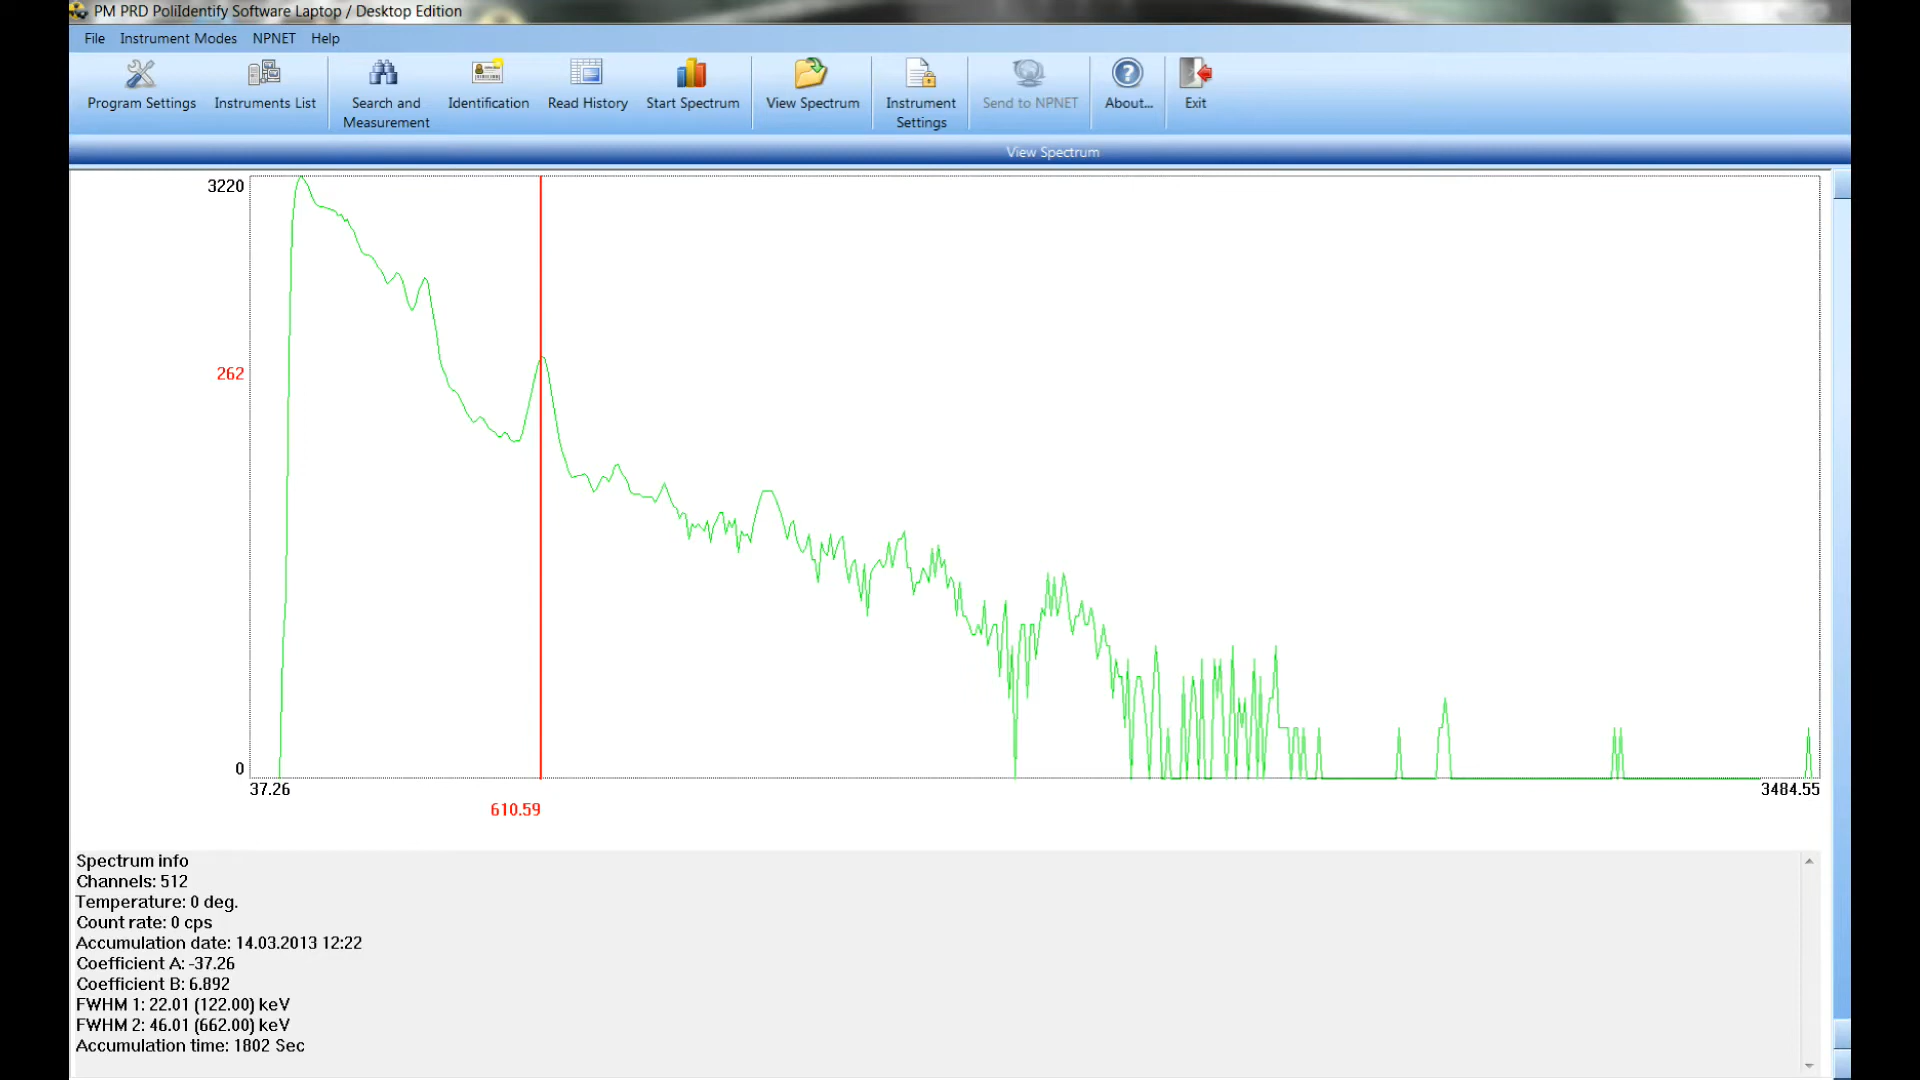 PM PRD PoliIdentify Software Laptop / Desktop Edition
File Instrument Modes NPNET Help
Program Settings Instruments List Search and Measurement Identification Read History Start Spectrum View Spectrum Instrument Settings Send to NPNET About... Exit
View Spectrum
3220
262
0
37.26 3484.55
610.59
Spectrum info
Channels: 512
Temperature: 0 deg.
Count rate: 0 cps
Accumulation date: 14.03.2013 12:22
Coefficient A: -37.26
Coefficient B: 6.892
FWHM 1: 22.01 (122.00) keV
FWHM 2: 46.01 (662.00) keV
Accumulation time: 1802 Sec